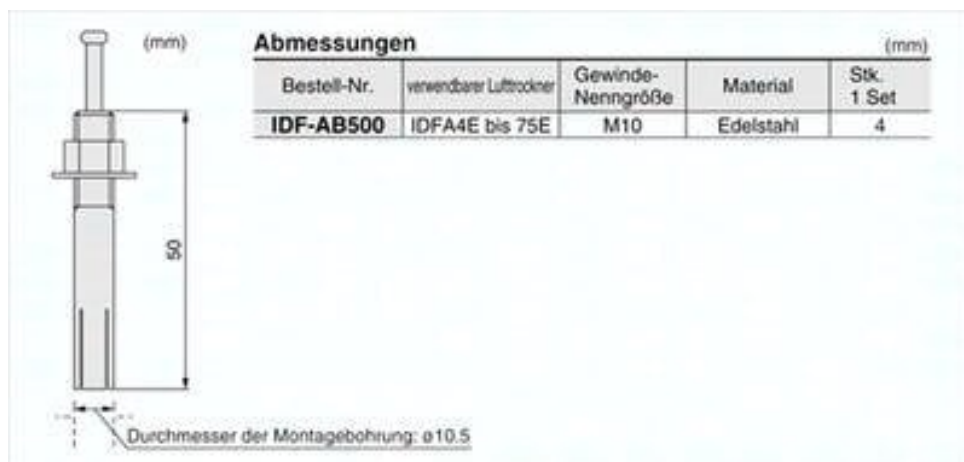 (mm)
Abmessungen (mm)
Bestell-Nr. verwendbarer Lufttrockner Gewinde-Nenngröße Material Stk. 1 Set
IDF-AB500 IDFA4E bis 75E M10 Edelstahl 4
50
Durchmesser der Montagebohrung: ø10.5